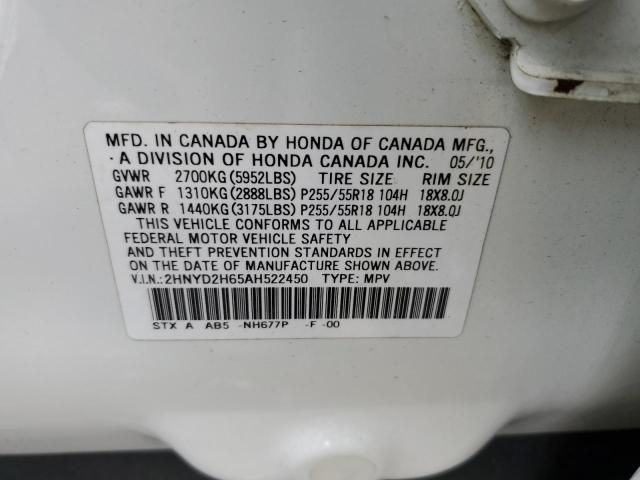 MFD. IN CANADA BY HONDA OF CANADA MFG.,
A DIVISION OF HONDA CANADA INC. 05/'10
GVWR 2700KG(5952LBS) TIRE SIZE RIM SIZE
GAWR F 1310KG(2888LBS) P255/55R18 104H 18X8.0J
GAWR R 1440KG(3175LBS) P255/55R18 104H 18X8.0J
THIS VEHICLE CONFORMS TO ALL APPLICABLE
FEDERAL MOTOR VEHICLE SAFETY
AND THEFT PREVENTION STANDARDS IN EFFECT
ON THE DATE OF MANUFACTURE SHOWN ABOVE.
V.I.N.:2HNYD2H65AH522450 TYPE: MPV
STX A AB5 -NH677P -F -00